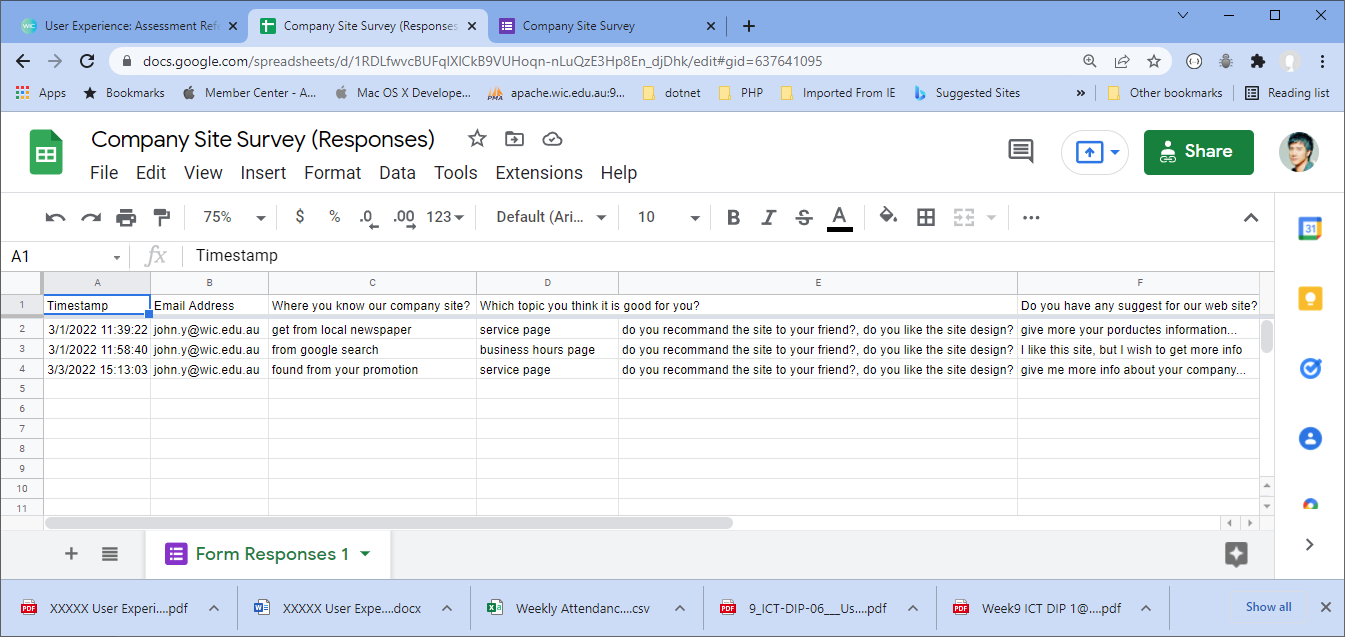 User Experience: Assessment Refe
Company Site Survey (Responses
Company Site Survey
docs.google.com/spreadsheets/d/1RDLfwvcBUFqlXlCkB9VUHoqn-nLuQzE3Hp8En_djDhk/edit#gid=637641095
Apps Bookmarks Member Center - A... Mac OS X Develope... apache.wic.edu.au:9... dotnet PHP Imported From IE Suggested Sites » Other bookmarks Reading list
Company Site Survey (Responses)
File Edit View Insert Format Data Tools Extensions Help
Share
75% $ % .0 .00 123 Default (Ari... 10 B I S A
31
A1 fx Timestamp
A B C D E F
1 Timestamp Email Address Where you know our company site? Which topic you think it is good for you? Do you have any suggest for our web site?
2 3/1/2022 11:39:22 john.y@wic.edu.au get from local newspaper service page do you recommand the site to your friend?, do you like the site design? give more your porductes information...
3 3/1/2022 11:58:40 john.y@wic.edu.au from google search business hours page do you recommand the site to your friend?, do you like the site design? I like this site, but I wish to get more info
4 3/3/2022 15:13:03 john.y@wic.edu.au found from your promotion service page do you recommand the site to your friend?, do you like the site design? give me more info about your company...
5
6
7
8
9
10
11
Form Responses 1
XXXXX User Experi....pdf XXXXX User Expe....docx Weekly Attendanc....csv 9_ICT-DIP-06___Us....pdf Week9 ICT DIP 1@....pdf Show all